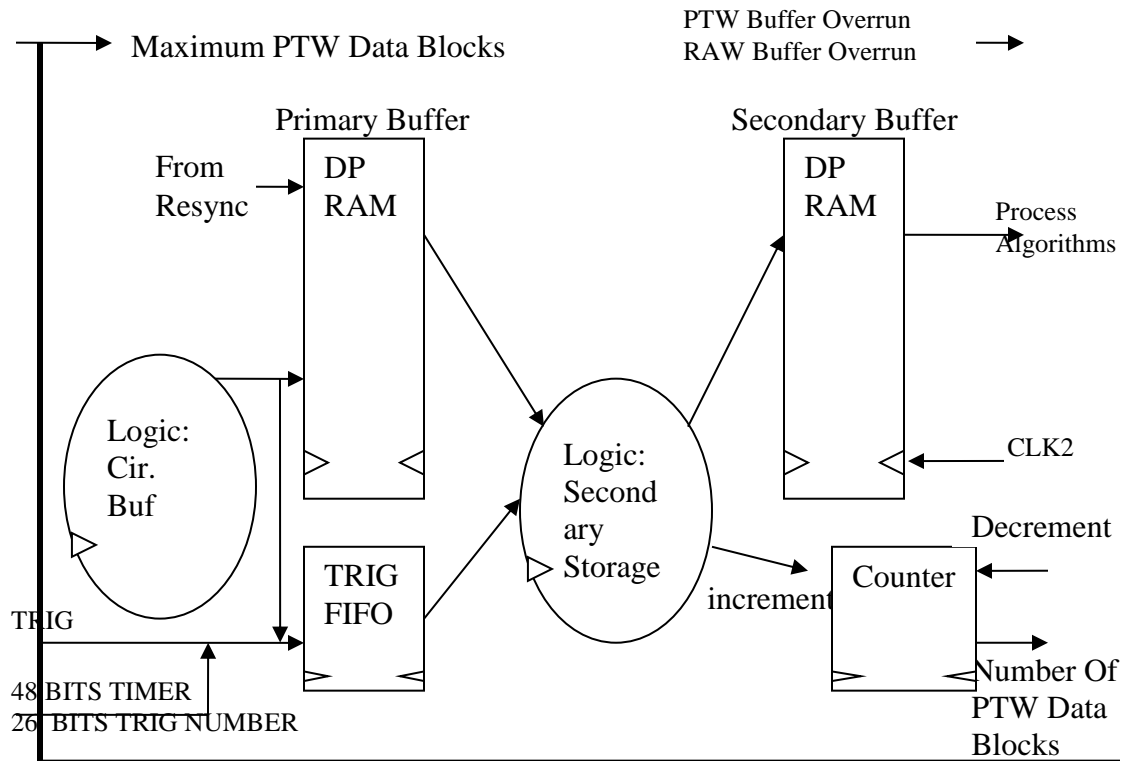 Maximum PTW Data Blocks
PTW Buffer Overrun
RAW Buffer Overrun
Primary Buffer
Secondary Buffer
From
Resync
DP
RAM
DP
RAM
Process
Algorithms
Logic:
Cir.
Buf
Logic:
Second
ary
Storage
CLK2
Decrement
TRIG
FIFO
increment
Counter
TRIG
48 BITS TIMER
26 BITS TRIG NUMBER
Number Of
PTW Data
Blocks